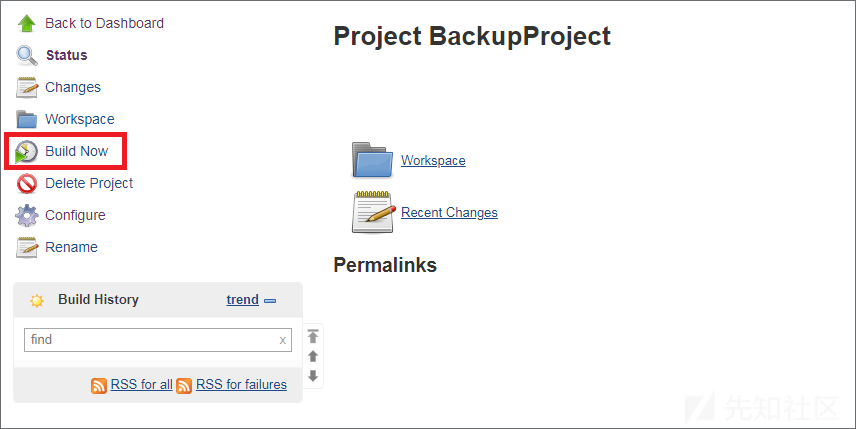 Back to Dashboard
Status
Changes
Workspace
Build Now
Delete Project
Configure
Rename
Build History trend
find x
RSS for all RSS for failures
Project BackupProject
Workspace
Recent Changes
Permalinks
先知社区